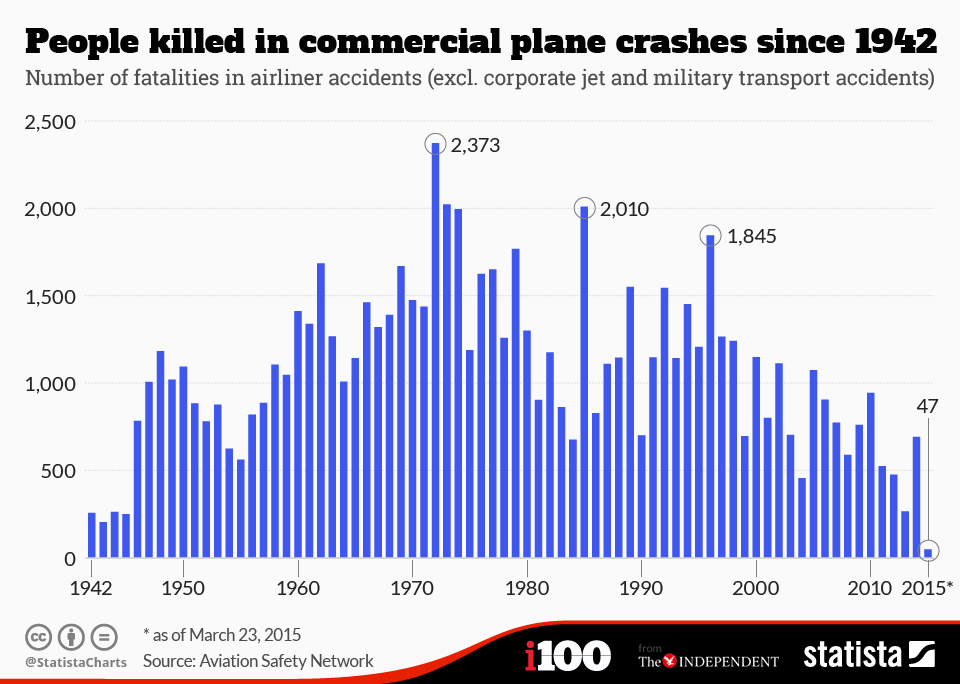 People killed in commercial plane crashes since 1942
Number of fatalities in airliner accidents (excl. corporate jet and military transport accidents)
2,500
2,373
2,000
2,010
1,845
1,500
1,000
47
500
0
1942 1950 1960 1970 1980 1990 2000 2010 2015*
cc
@StatistaCharts
* as of March 23, 2015
Source: Aviation Safety Network
i100
from
The INDEPENDENT
statista